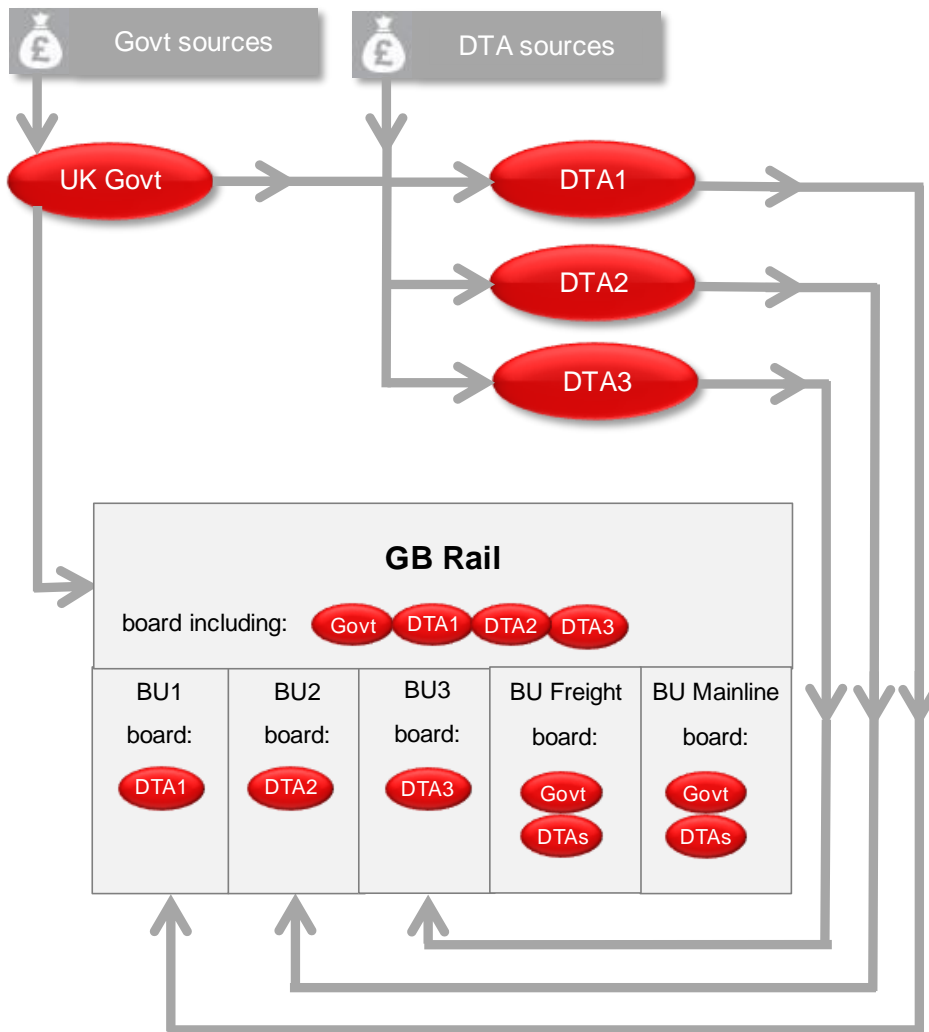 £ Govt sources
£ DTA sources
UK Govt
DTA1
DTA2
DTA3
GB Rail
board including: Govt DTA1 DTA2 DTA3
BU1
board:
DTA1
BU2
board:
DTA2
BU3
board:
DTA3
BU Freight
board:
Govt
DTAs
BU Mainline
board:
Govt
DTAs